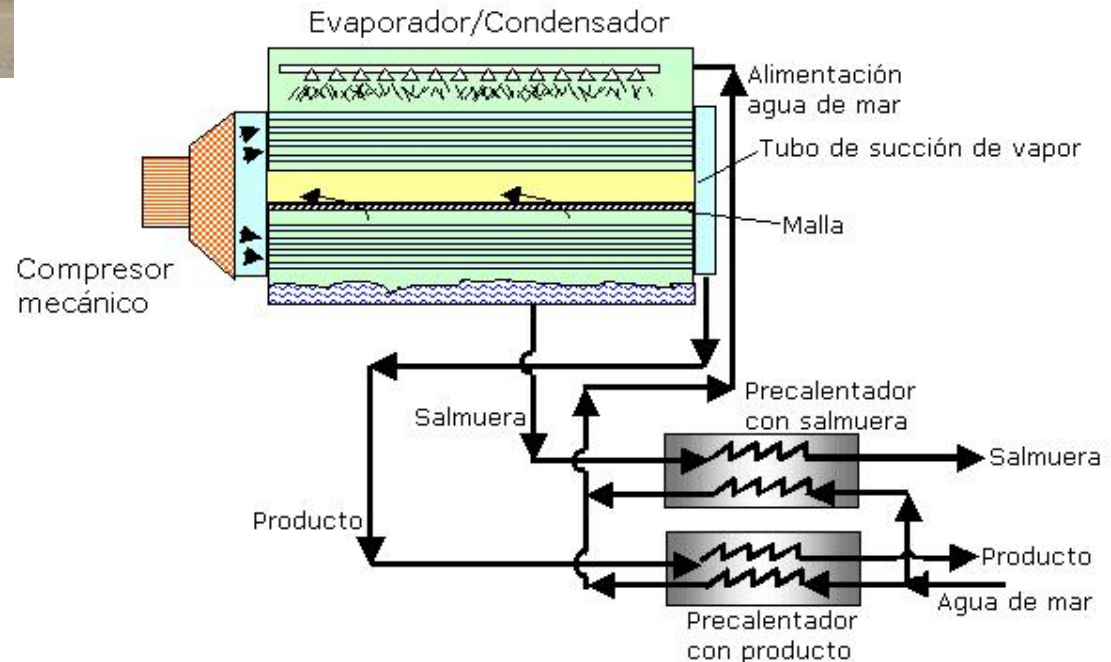 Evaporador/Condensador
Alimentación
agua de mar
Tubo de succión de vapor
Malla
Compresor
mecánico
Precalentador
con salmuera
Salmuera
Salmuera
Producto
Producto
Agua de mar
Precalentador
con producto